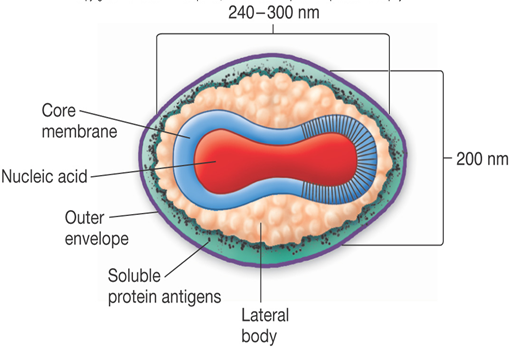 240–300 nm
Core
membrane
200 nm
Nucleic acid
Outer
envelope
Soluble
protein antigens
Lateral
body